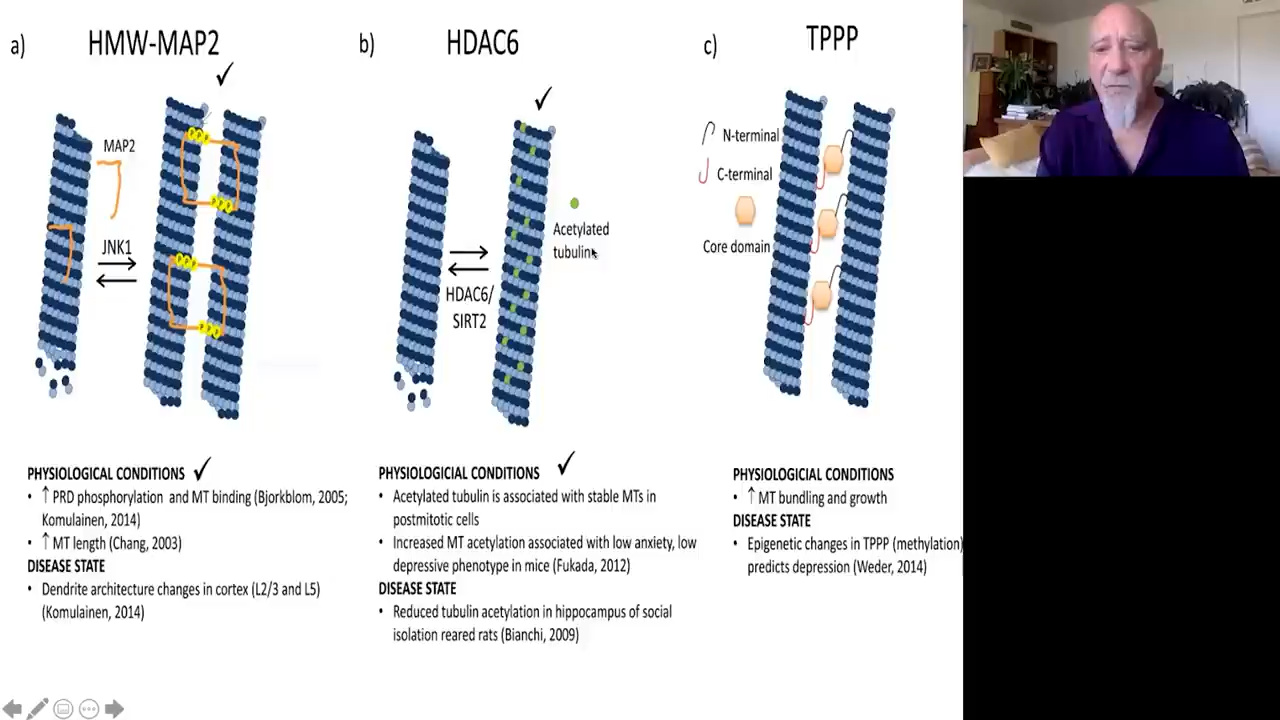 a) HMW-MAP2
MAP2
JNK1
PHYSIOLOGICAL CONDITIONS
• ↑ PRD phosphorylation and MT binding (Bjorkblom, 2005;
Komulainen, 2014)
• ↑ MT length (Chang, 2003)
DISEASE STATE
• Dendrite architecture changes in cortex (L2/3 and L5)
(Komulainen, 2014)
b) HDAC6
Acetylated
tubulin
HDAC6/
SIRT2
PHYSIOLOGICIAL CONDITIONS
• Acetylated tubulin is associated with stable MTs in
postmitotic cells
• Increased MT acetylation associated with low anxiety, low
depressive phenotype in mice (Fukada, 2012)
DISEASE STATE
• Reduced tubulin acetylation in hippocampus of social
isolation reared rats (Bianchi, 2009)
c) TPPP
N-terminal
C-terminal
Core domain
PHYSIOLOGICIAL CONDITIONS
• ↑ MT bundling and growth
DISEASE STATE
• Epigenetic changes in TPPP (methylation)
predicts depression (Weder, 2014)